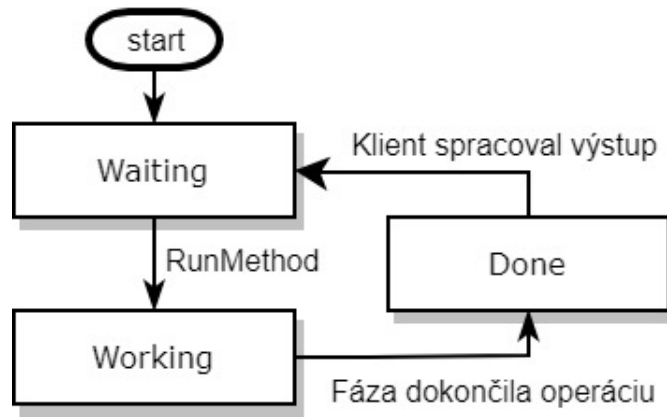 start
Waiting
Klient spracoval výstup
RunMethod
Done
Working
Fáza dokončila operáciu